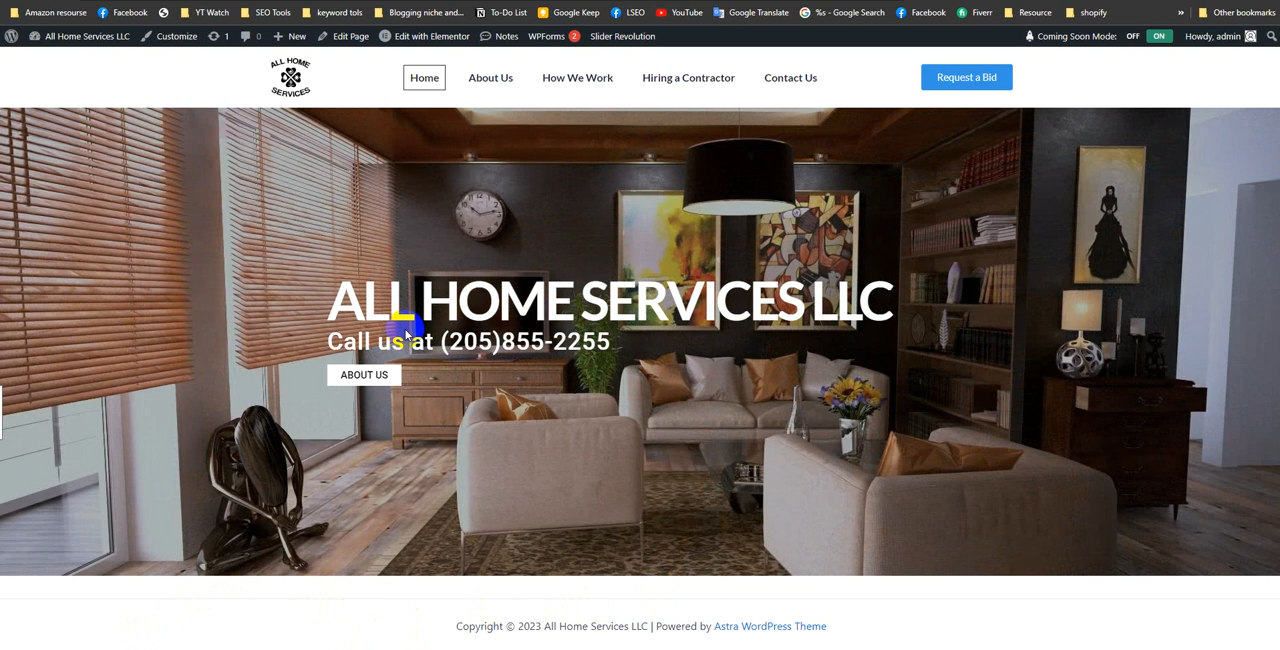 Amazon resourse Facebook YT Watch SEO Tools keyword tols Blogging niche and... To-Do List Google Keep LSEO YouTube Google Translate %s - Google Search Facebook Fiverr Resource shopify » Other bookmarks
All Home Services LLC Customize 1 0 New Edit Page Edit with Elementor Notes WPForms 2 Slider Revolution Coming Soon Mode: OFF ON Howdy, admin
ALL HOME
SERVICES
Home About Us How We Work Hiring a Contractor Contact Us Request a Bid
ALL HOME SERVICES LLC
Call us at (205)855-2255
ABOUT US
Copyright © 2023 All Home Services LLC | Powered by Astra WordPress Theme